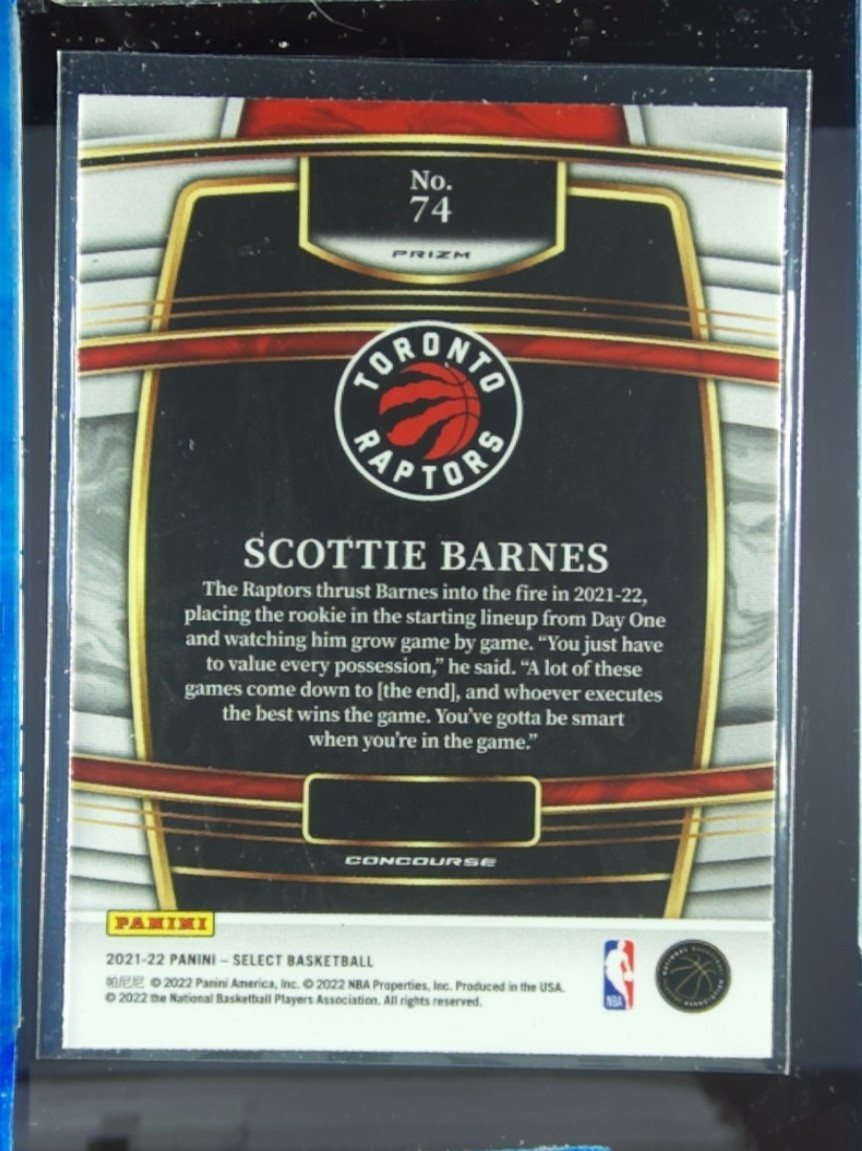 No.
74
PRIZM
TORONTO
RAPTORS
SCOTTIE BARNES
The Raptors thrust Barnes into the fire in 2021-22,
placing the rookie in the starting lineup from Day One
and watching him grow game by game. “You just have
to value every possession,” he said. “A lot of these
games come down to [the end], and whoever executes
the best wins the game. You’ve gotta be smart
when you’re in the game.”
CONCOURSE
PANINI
2021-22 PANINI – SELECT BASKETBALL
帕尼尼 © 2022 Panini America, Inc. © 2022 NBA Properties, Inc. Produced in the USA.
© 2022 the National Basketball Players Association. All rights reserved.
NBA
NATIONAL BASKETBALL
PLAYERS ASSOCIATION